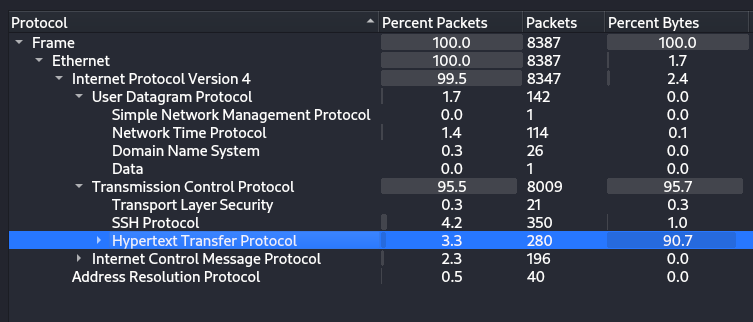 Protocol Percent Packets Packets Percent Bytes
Frame 100.0 8387 100.0
Ethernet 100.0 8387 1.7
Internet Protocol Version 4 99.5 8347 2.4
User Datagram Protocol 1.7 142 0.0
Simple Network Management Protocol 0.0 1 0.0
Network Time Protocol 1.4 114 0.1
Domain Name System 0.3 26 0.0
Data 0.0 1 0.0
Transmission Control Protocol 95.5 8009 95.7
Transport Layer Security 0.3 21 0.3
SSH Protocol 4.2 350 1.0
Hypertext Transfer Protocol 3.3 280 90.7
Internet Control Message Protocol 2.3 196 0.0
Address Resolution Protocol 0.5 40 0.0